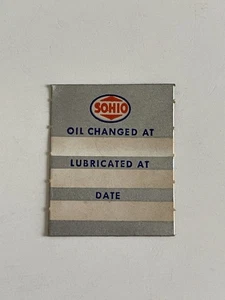 SOHIO
OIL CHANGED AT
LUBRICATED AT
DATE